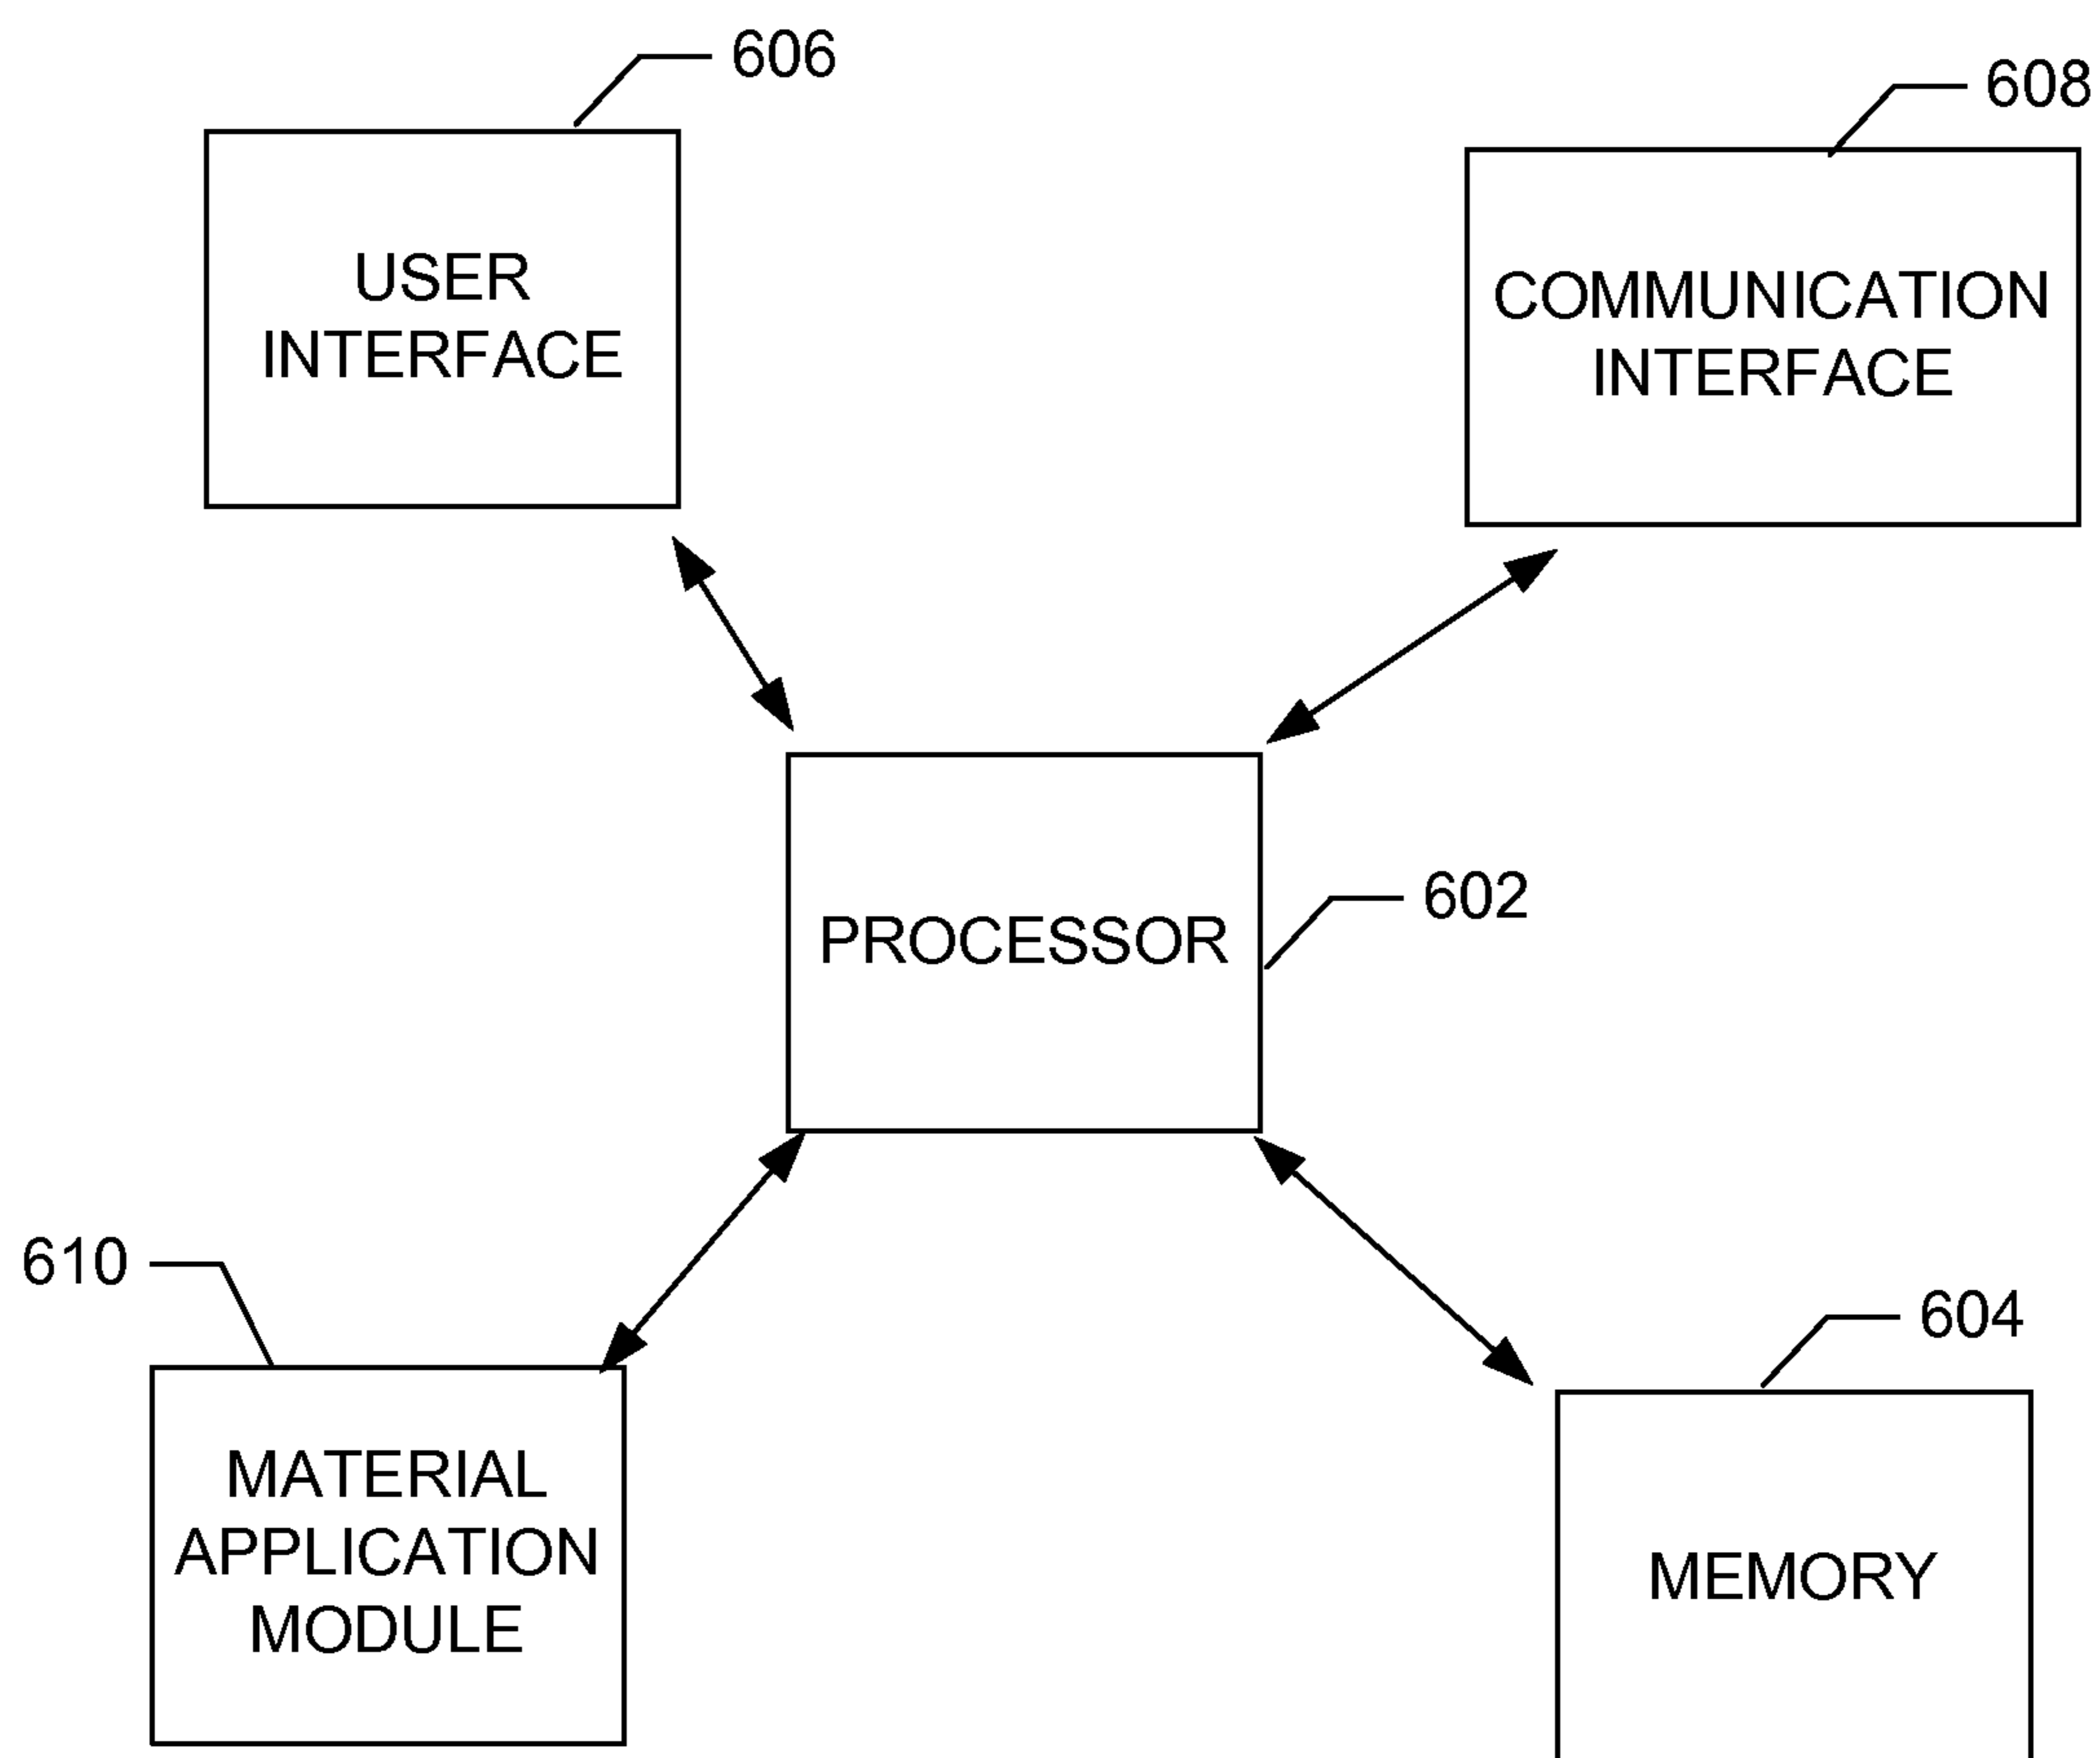 606
608
USER
INTERFACE
COMMUNICATION
INTERFACE
PROCESSOR
602
610
604
MATERIAL
APPLICATION
MODULE
MEMORY